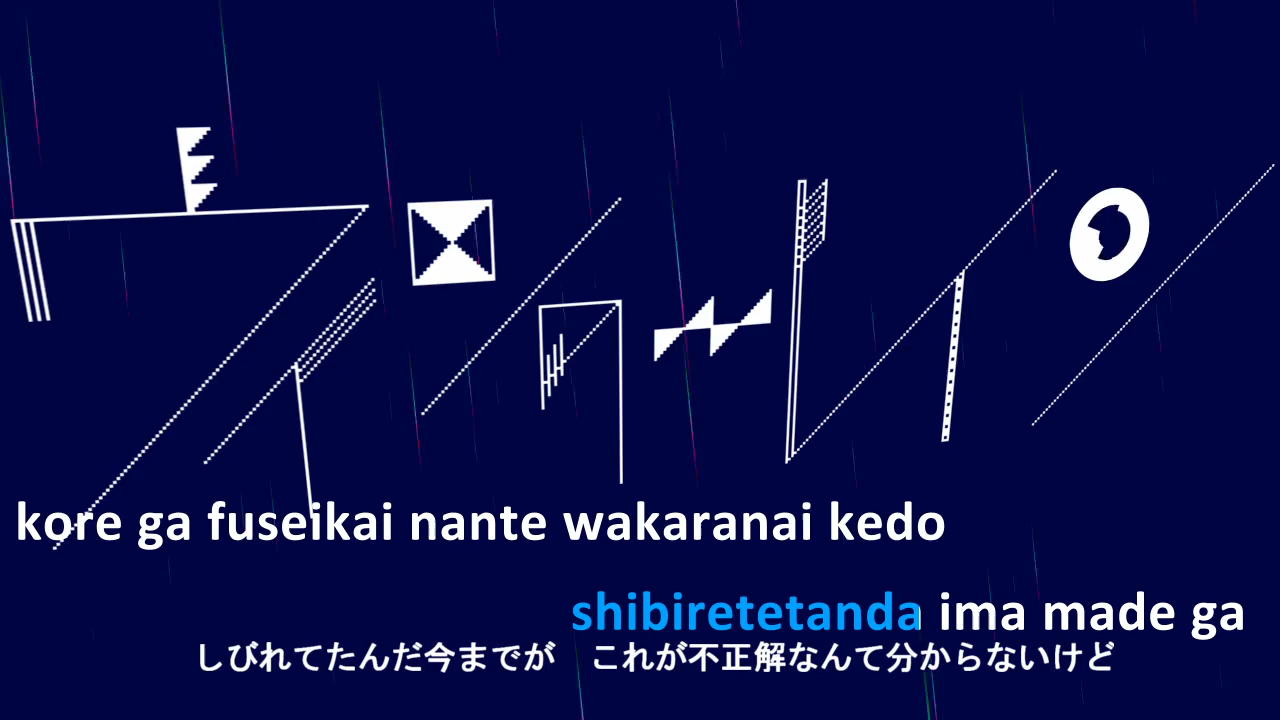 kore ga fuseikai nante wakaranai kedo
shibiretetanda ima made ga
しびれてたんだ今までが これが不正解なんて分からないけど